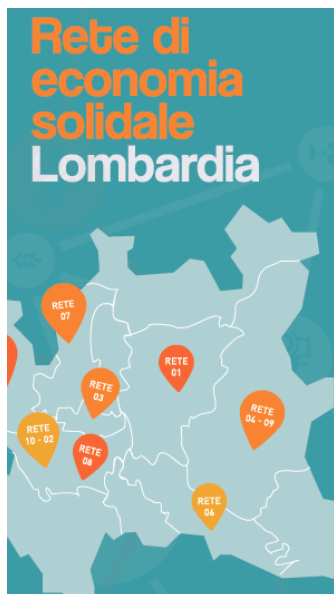 Rete di
economia
solidale
Lombardia
RETE
07
RETE
01
RETE
03
RETE
04-09
RETE
10-02
RETE
08
RETE
06